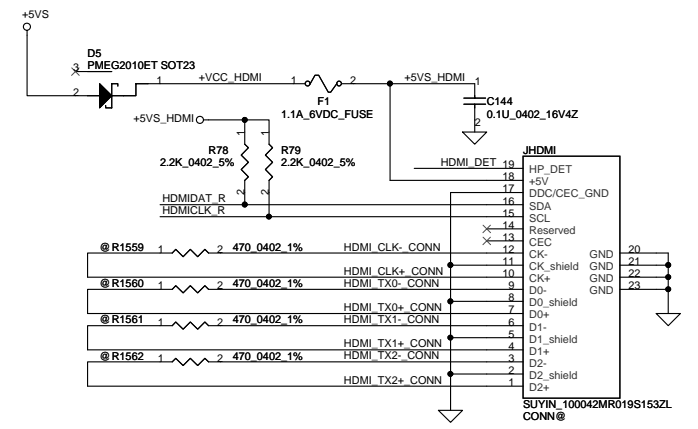 +5VS
D5
3 PMEG2010ET SOT23
2 1 +VCC_HDMI 1 2 +5VS_HDMI 1
F1
1.1A_6VDC_FUSE
C144
0.1U_0402_16V4Z
2
+5VS_HDMI
1 1
R78 R79
2.2K_0402_5% 2.2K_0402_5%
2 2
JHDMI
HDMI_DET 19 HP_DET
18 +5V
17 DDC/CEC_GND
HDMIDAT_R 16 SDA
HDMICLK_R 15 SCL
14 Reserved
13 CEC
@ R1559 1 2 470_0402_1% HDMI_CLK-_CONN 12 CK- GND 20
11 CK_shield GND 21
HDMI_CLK+_CONN 10 CK+ GND 22
@ R1560 1 2 470_0402_1% HDMI_TX0-_CONN 9 D0- GND 23
8 D0_shield
HDMI_TX0+_CONN 7 D0+
@ R1561 1 2 470_0402_1% HDMI_TX1-_CONN 6 D1-
5 D1_shield
HDMI_TX1+_CONN 4 D1+
@ R1562 1 2 470_0402_1% HDMI_TX2-_CONN 3 D2-
2 D2_shield
HDMI_TX2+_CONN 1 D2+
SUYIN_100042MR019S153ZL
CONN@